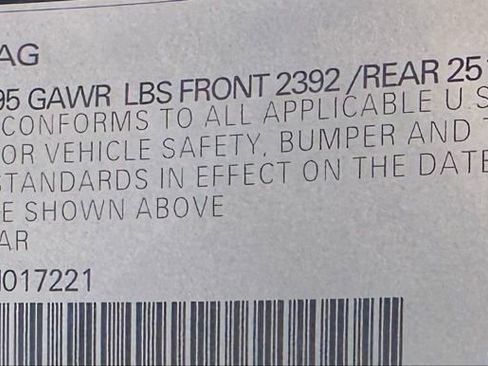 AG
95 GAWR LBS FRONT 2392 /REAR 251
CONFORMS TO ALL APPLICABLE U S
OR VEHICLE SAFETY, BUMPER AND T
STANDARDS IN EFFECT ON THE DATE
E SHOWN ABOVE
AR
017221